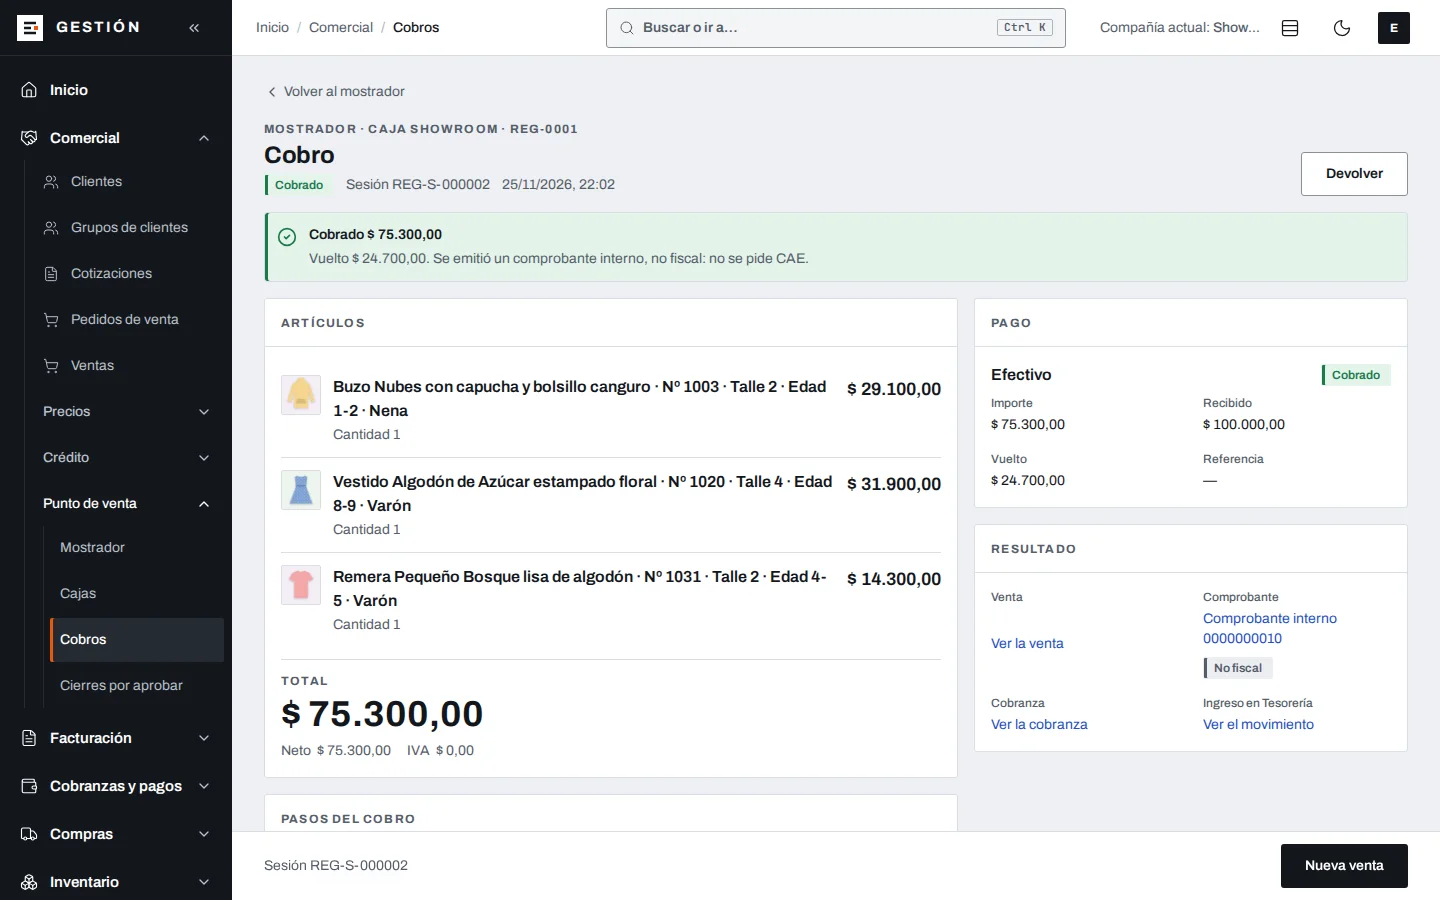 GESTIÓN
Inicio / Comercial / Cobros
Buscar o ir a...
Ctrl K
Compañía actual: Show...
E
Inicio
Comercial
Clientes
Grupos de clientes
Cotizaciones
Pedidos de venta
Ventas
Precios
Crédito
Punto de venta
Mostrador
Cajas
Cobros
Cierres por aprobar
Facturación
Cobranzas y pagos
Compras
Inventario
Volver al mostrador
MOSTRADOR · CAJA SHOWROOM · REG-0001
Cobro
Cobrado
Sesión REG-S-000002
25/11/2026, 22:02
Devolver
Cobrado $ 75.300,00
Vuelto $ 24.700,00. Se emitió un comprobante interno, no fiscal: no se pide CAE.
ARTÍCULOS
Buzo Nubes con capucha y bolsillo canguro · Nº 1003 · Talle 2 · Edad
1-2 · Nena
$ 29.100,00
Cantidad 1
Vestido Algodón de Azúcar estampado floral · Nº 1020 · Talle 4 · Edad
8-9 · Varón
$ 31.900,00
Cantidad 1
Remera Pequeño Bosque lisa de algodón · Nº 1031 · Talle 2 · Edad 4-
5 · Varón
$ 14.300,00
Cantidad 1
TOTAL
$ 75.300,00
Neto $ 75.300,00 IVA $ 0,00
PASOS DEL COBRO
PAGO
Efectivo
Cobrado
Importe
$ 75.300,00
Recibido
$ 100.000,00
Vuelto
$ 24.700,00
Referencia
—
RESULTADO
Venta
Ver la venta
Comprobante
Comprobante interno
0000000010
No fiscal
Cobranza
Ver la cobranza
Ingreso en Tesorería
Ver el movimiento
Sesión REG-S-000002
Nueva venta